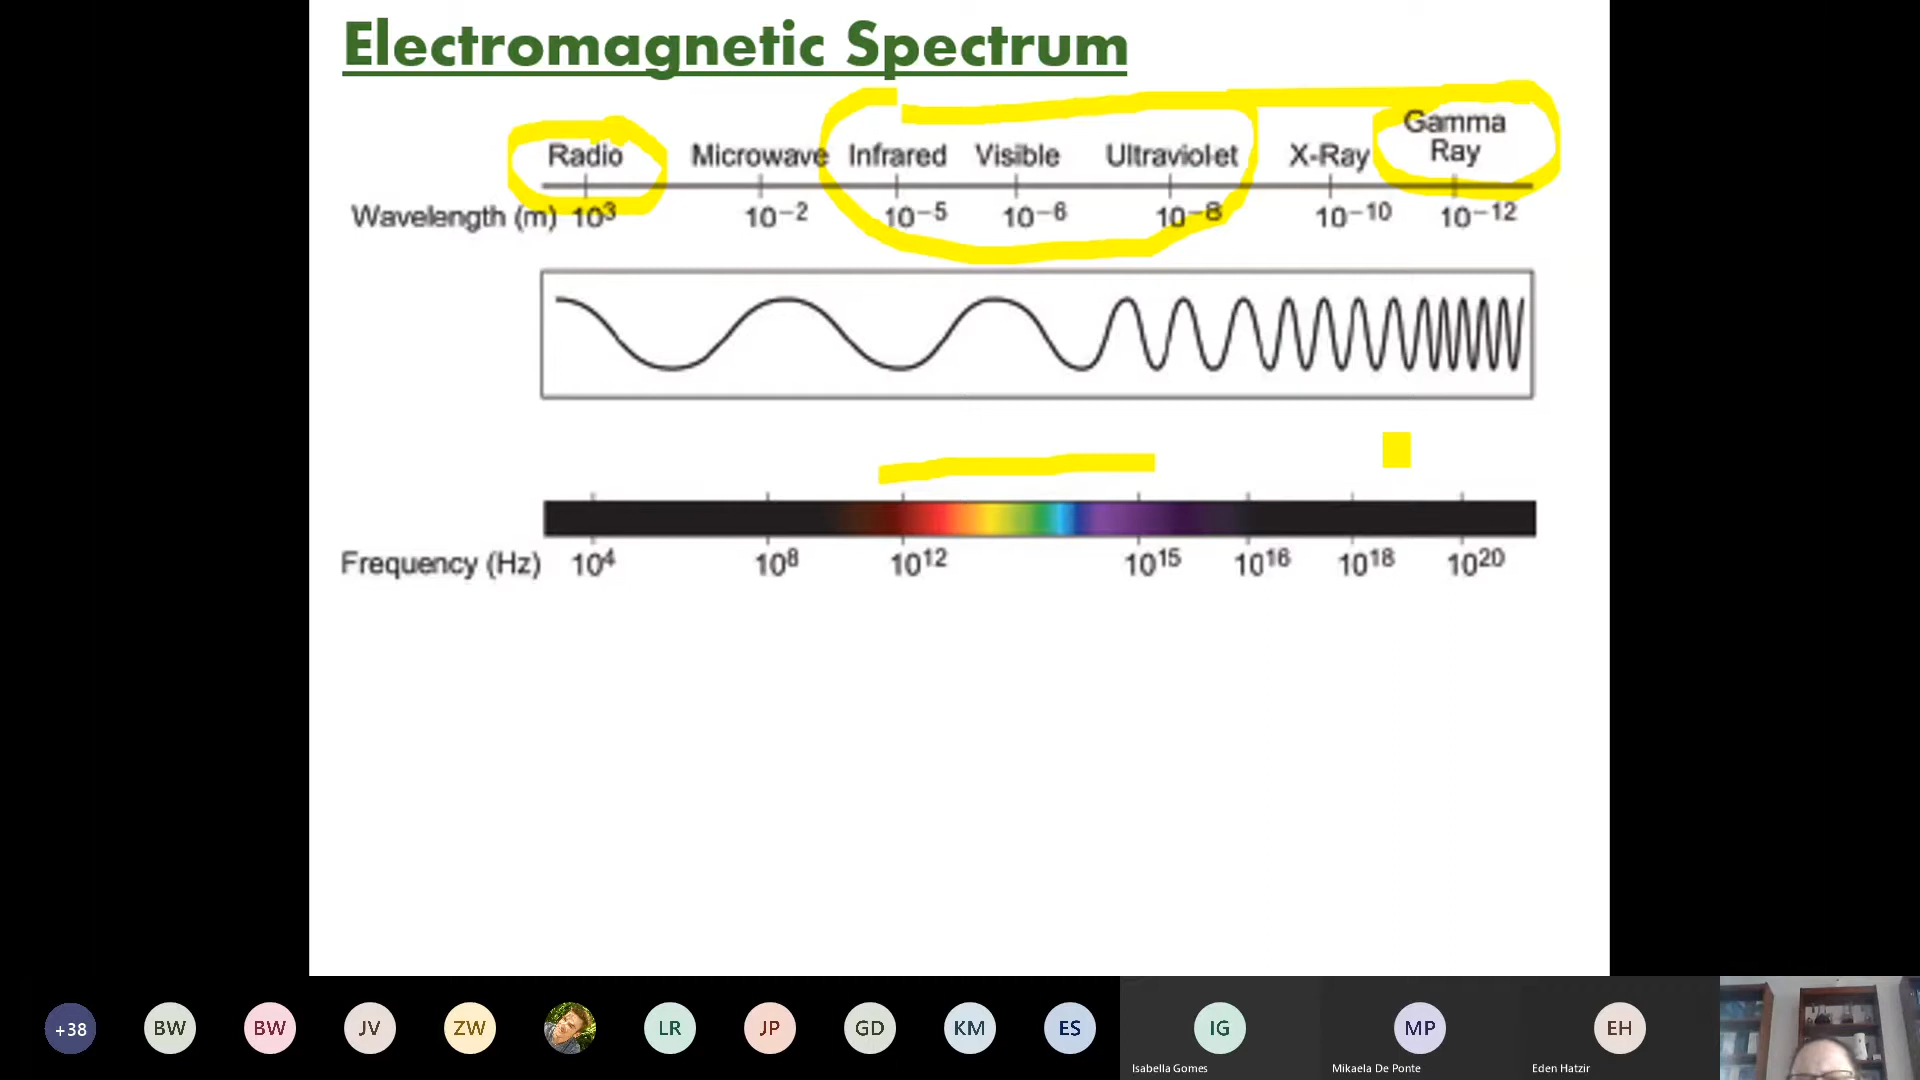 Electromagnetic Spectrum
Radio Microwave Infrared Visible Ultraviolet X-Ray Gamma Ray
Wavelength (m) 10³ 10⁻² 10⁻⁵ 10⁻⁶ 10⁻⁸ 10⁻¹⁰ 10⁻¹²
Frequency (Hz) 10⁴ 10⁸ 10¹² 10¹⁵ 10¹⁶ 10¹⁸ 10²⁰
+38 BW BW JV ZW LR JP GD KM ES IG MP EH
Isabella Gomes Mikaela De Ponte Eden Hatzir